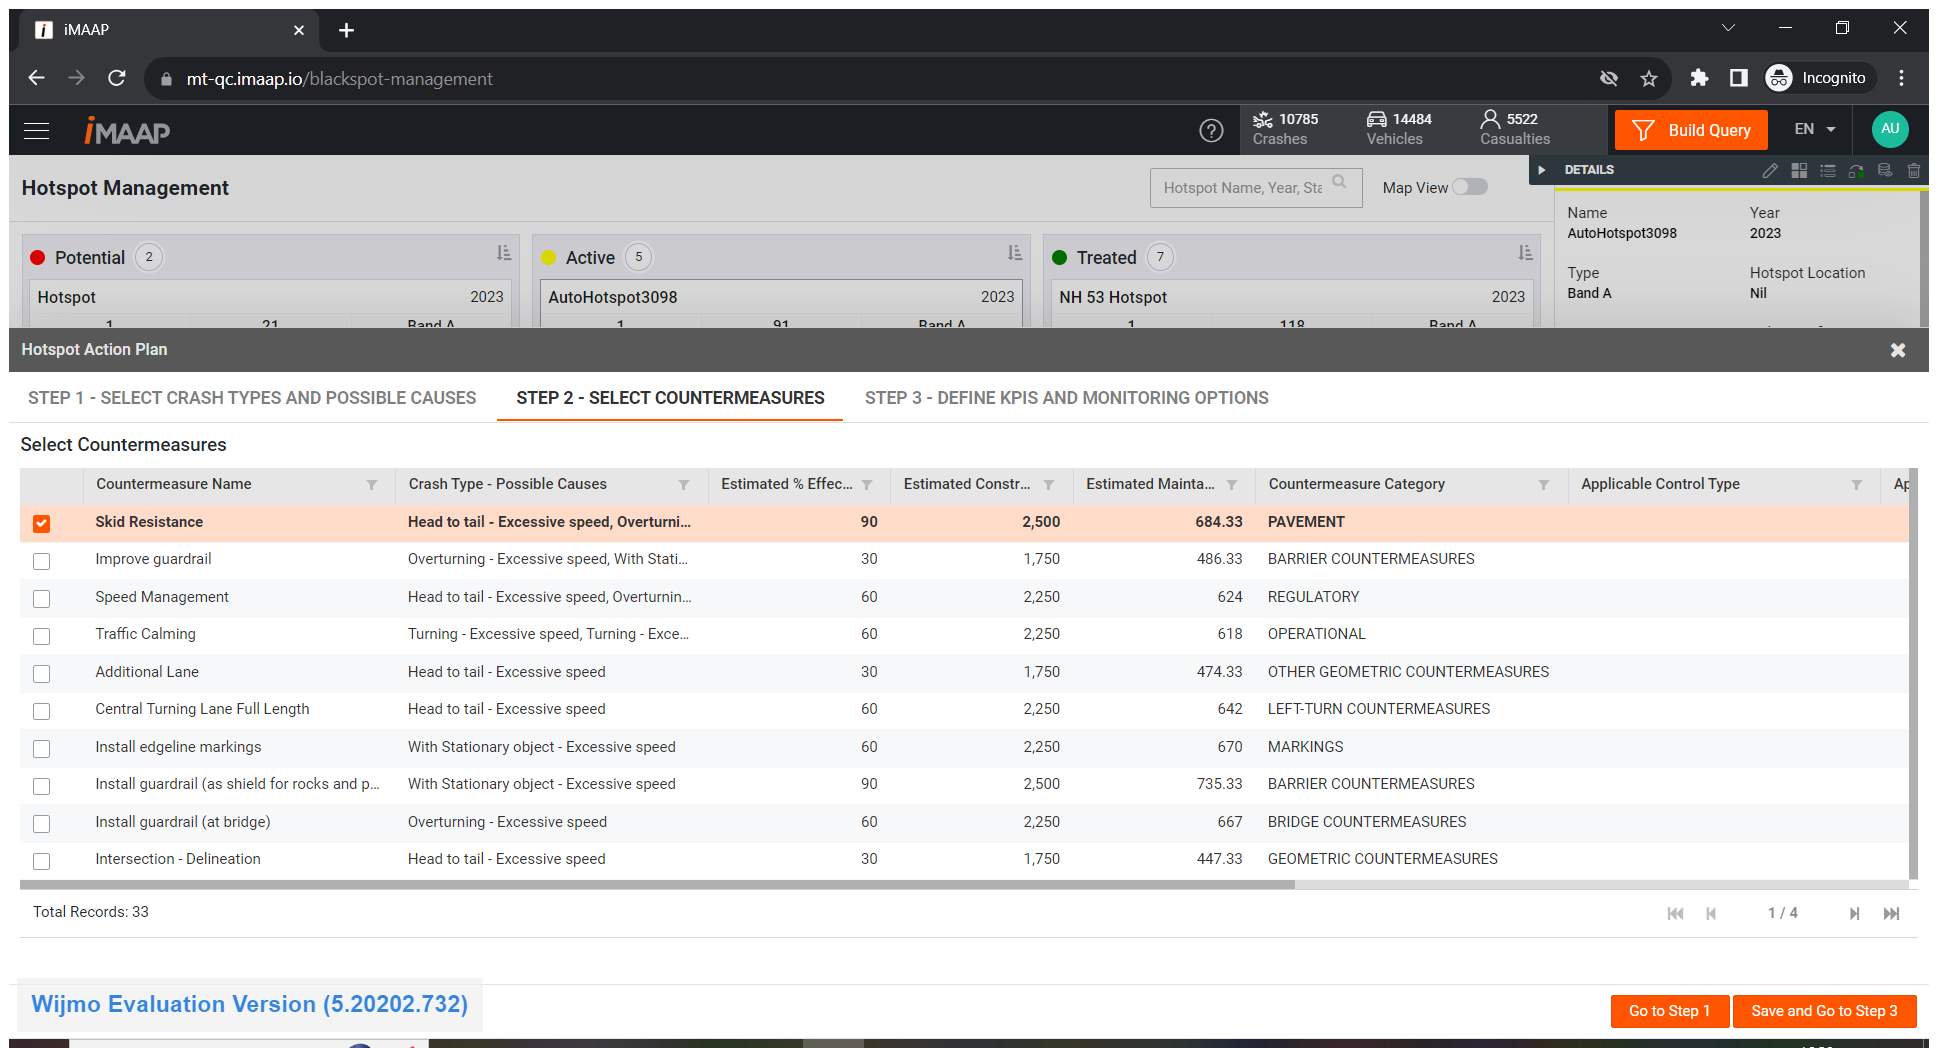 iMAAP
mt-qc.imaap.io/blackspot-management
Incognito
iMAAP
10785 Crashes
14484 Vehicles
5522 Casualties
Build Query
EN
AU
Hotspot Management
Hotspot Name, Year, Sta
Map View
DETAILS
Name Year
AutoHotspot3098 2023
Type Hotspot Location
Band A Nil
Potential 2
Active 5
Treated 7
Hotspot 2023
AutoHotspot3098 2023
NH 53 Hotspot 2023
1 21 Band A
1 91 Band A
1 118 Band A
Hotspot Action Plan
STEP 1 - SELECT CRASH TYPES AND POSSIBLE CAUSES STEP 2 - SELECT COUNTERMEASURES STEP 3 - DEFINE KPIS AND MONITORING OPTIONS
Select Countermeasures
Countermeasure Name Crash Type - Possible Causes Estimated % Effec... Estimated Constr... Estimated Mainta... Countermeasure Category Applicable Control Type Ap
Skid Resistance Head to tail - Excessive speed, Overturni... 90 2,500 684.33 PAVEMENT
Improve guardrail Overturning - Excessive speed, With Stati... 30 1,750 486.33 BARRIER COUNTERMEASURES
Speed Management Head to tail - Excessive speed, Overturnin... 60 2,250 624 REGULATORY
Traffic Calming Turning - Excessive speed, Turning - Exce... 60 2,250 618 OPERATIONAL
Additional Lane Head to tail - Excessive speed 30 1,750 474.33 OTHER GEOMETRIC COUNTERMEASURES
Central Turning Lane Full Length Head to tail - Excessive speed 60 2,250 642 LEFT-TURN COUNTERMEASURES
Install edgeline markings With Stationary object - Excessive speed 60 2,250 670 MARKINGS
Install guardrail (as shield for rocks and p... With Stationary object - Excessive speed 90 2,500 735.33 BARRIER COUNTERMEASURES
Install guardrail (at bridge) Overturning - Excessive speed 60 2,250 667 BRIDGE COUNTERMEASURES
Intersection - Delineation Head to tail - Excessive speed 30 1,750 447.33 GEOMETRIC COUNTERMEASURES
Total Records: 33
1 / 4
Wijmo Evaluation Version (5.20202.732)
Go to Step 1
Save and Go to Step 3